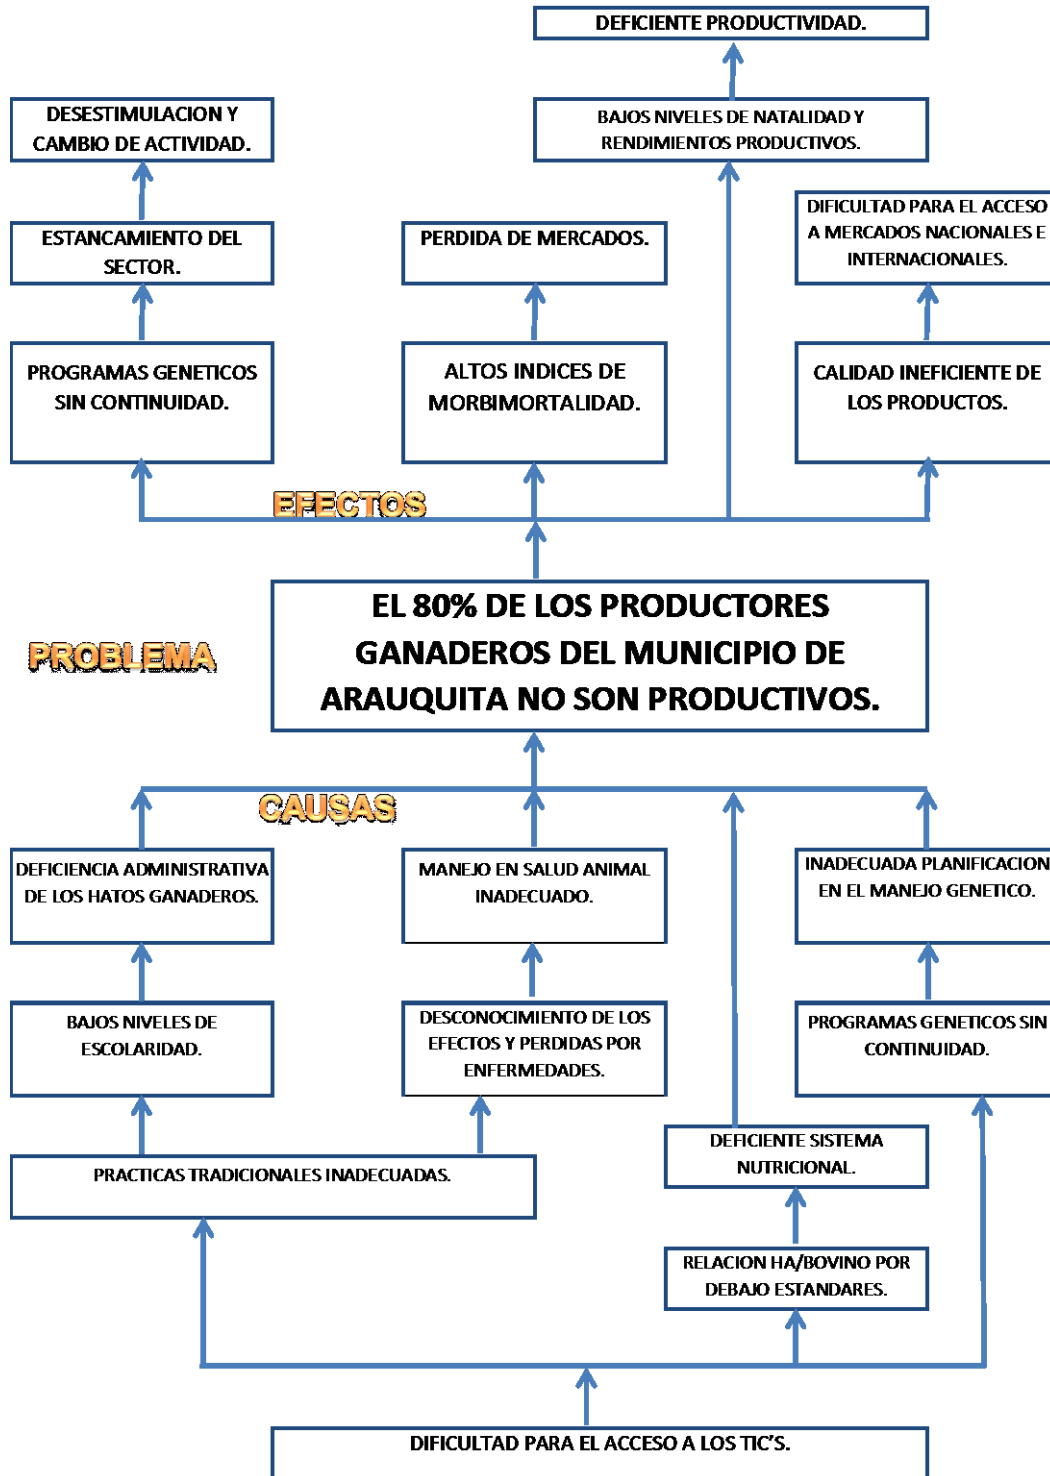 DEFICIENTE PRODUCTIVIDAD.
DESESTIMULACION Y
CAMBIO DE ACTIVIDAD.
BAJOS NIVELES DE NATALIDAD Y
RENDIMIENTOS PRODUCTIVOS.
ESTANCAMIENTO DEL
SECTOR.
PERDIDA DE MERCADOS.
DIFICULTAD PARA EL ACCESO
A MERCADOS NACIONALES E
INTERNACIONALES.
PROGRAMAS GENETICOS
SIN CONTINUIDAD.
ALTOS INDICES DE
MORBIMORTALIDAD.
CALIDAD INEFICIENTE DE
LOS PRODUCTOS.
EFECTOS
PROBLEMA
EL 80% DE LOS PRODUCTORES
GANADEROS DEL MUNICIPIO DE
ARAUQUITA NO SON PRODUCTIVOS.
CAUSAS
DEFICIENCIA ADMINISTRATIVA
DE LOS HATOS GANADEROS.
MANEJO EN SALUD ANIMAL
INADECUADO.
INADECUADA PLANIFICACION
EN EL MANEJO GENETICO.
BAJOS NIVELES DE
ESCOLARIDAD.
DESCONOCIMIENTO DE LOS
EFECTOS Y PERDIDAS POR
ENFERMEDADES.
PROGRAMAS GENETICOS SIN
CONTINUIDAD.
PRACTICAS TRADICIONALES INADECUADAS.
DEFICIENTE SISTEMA
NUTRICIONAL.
RELACION HA/BOVINO POR
DEBAJO ESTANDARES.
DIFICULTAD PARA EL ACCESO A LOS TIC'S.